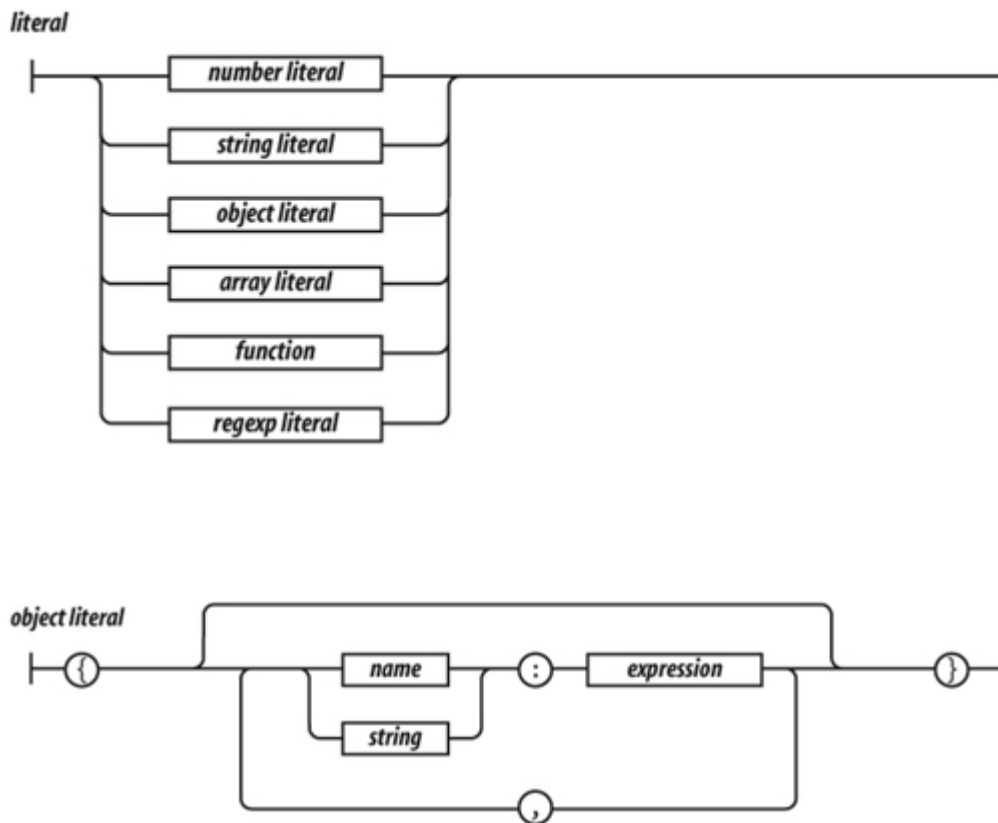 literal
number literal
string literal
object literal
array literal
function
regexp literal
object literal
{ name : expression }
string
,